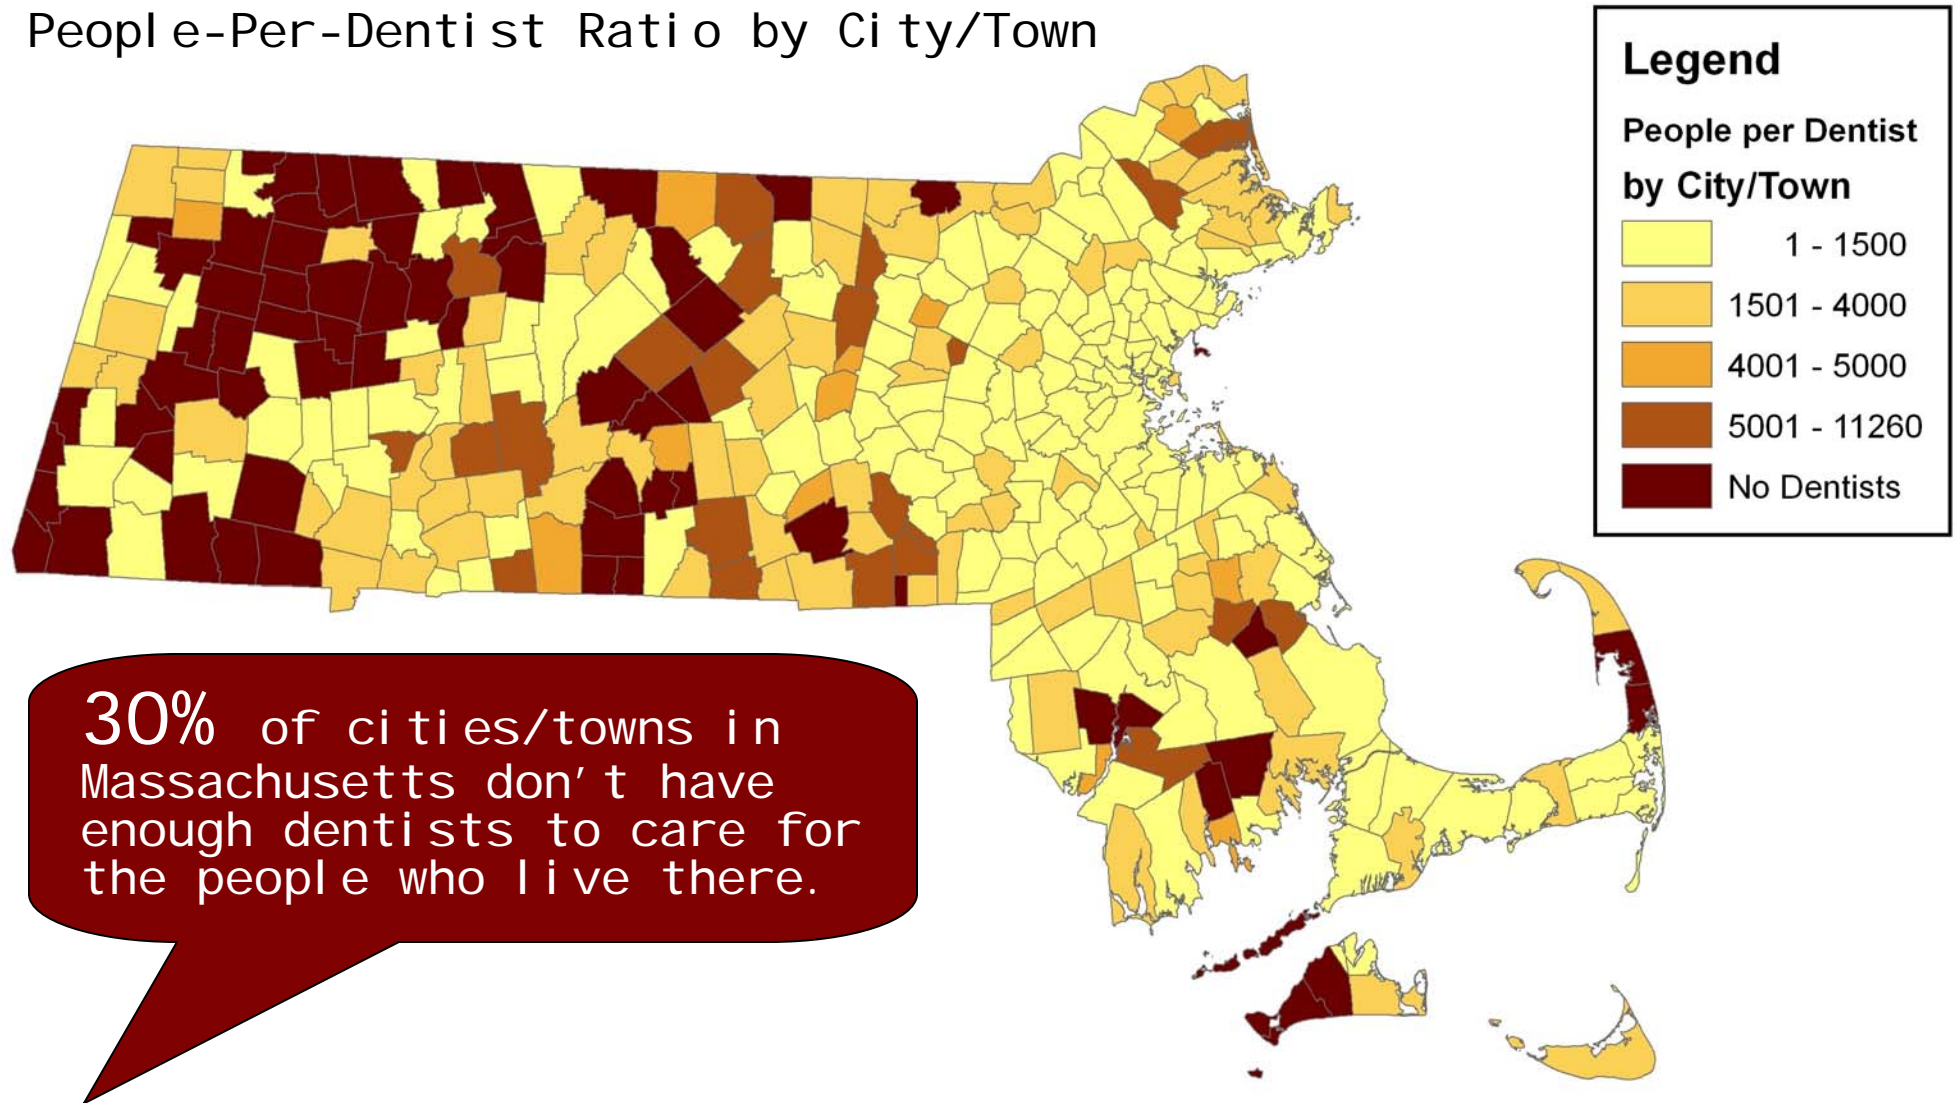 People-Per-Dentist Ratio by City/Town
Legend
People per Dentist
by City/Town
1 - 1500
1501 - 4000
4001 - 5000
5001 - 11260
No Dentists
30% of cities/towns in
Massachusetts don't have
enough dentists to care for
the people who live there.